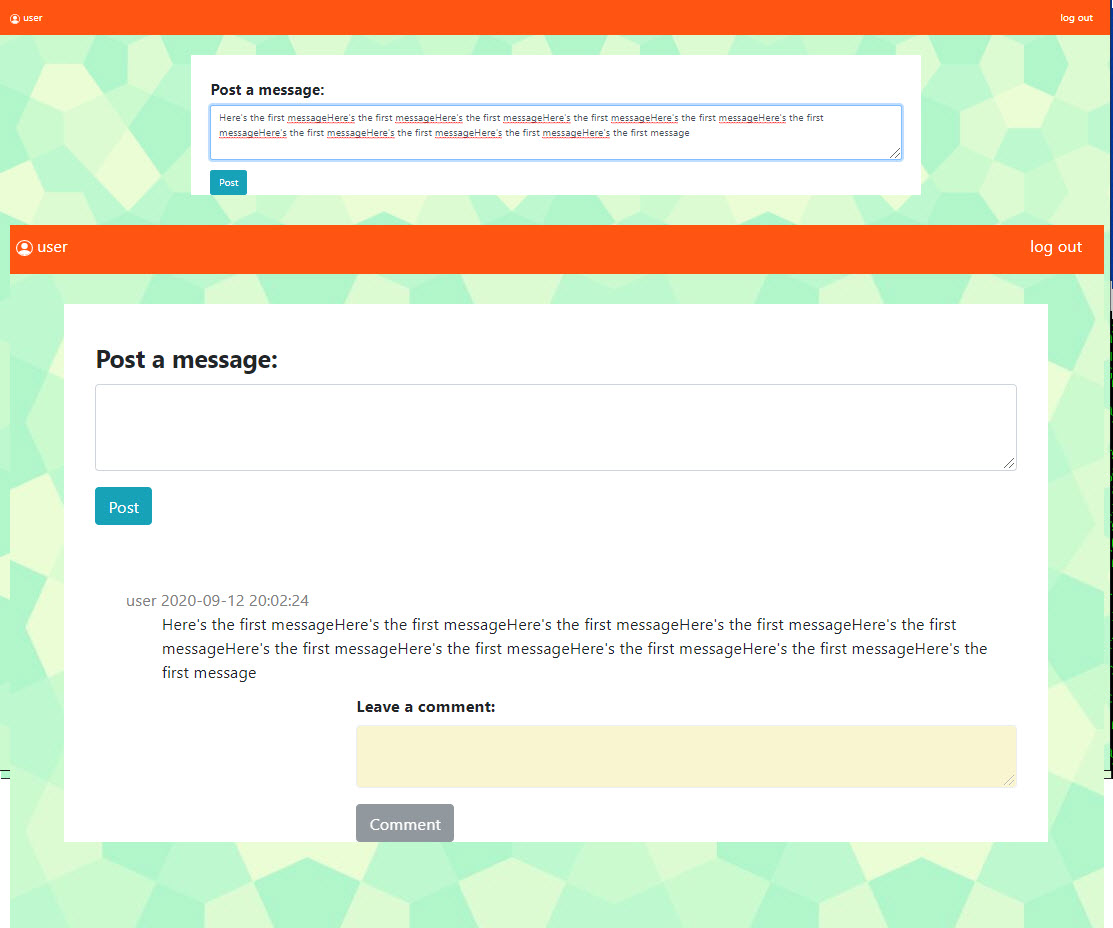 user
log out
Post a message:
Here's the first messageHere's the first messageHere's the first messageHere's the first messageHere's the first messageHere's the first
messageHere's the first messageHere's the first messageHere's the first messageHere's the first message
Post
user
log out
Post a message:
Post
user 2020-09-12 20:02:24
Here's the first messageHere's the first messageHere's the first messageHere's the first messageHere's the first
messageHere's the first messageHere's the first messageHere's the first messageHere's the first messageHere's the
first message
Leave a comment:
Comment